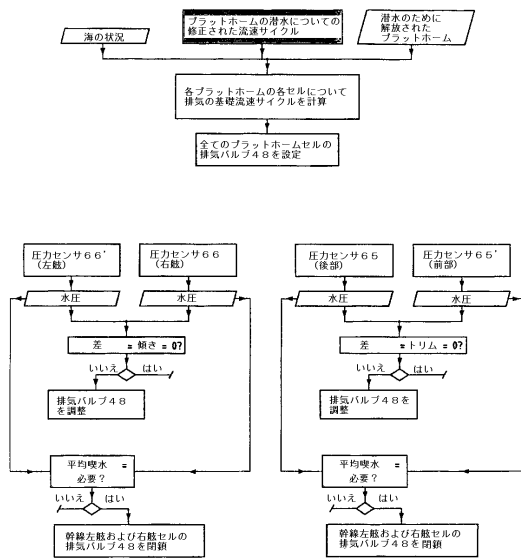 海の状況
プラットホームの潜水についての
修正された流速サイクル
潜水のために
解放された
プラットホーム
各プラットホームの各セルについて
排気の基礎流速サイクルを計算
全てのプラットホームセルの
排気バルブ48を設定
圧力センサ66'
(左舷)
圧力センサ66
(右舷)
水圧
水圧
差 = 傾き = 0?
いいえ はい
排気バルブ48
を調整
平均喫水 =
必要?
いいえ はい
幹線左舷および右舷セルの
排気バルブ48を閉鎖
圧力センサ65
(後部)
圧力センサ65'
(前部)
水圧
水圧
差 =トリム = 0?
いいえ はい
排気バルブ48を
調整
平均喫水 =
必要?
いいえ はい
幹線左舷および右舷セルの
排気バルブ48を閉鎖